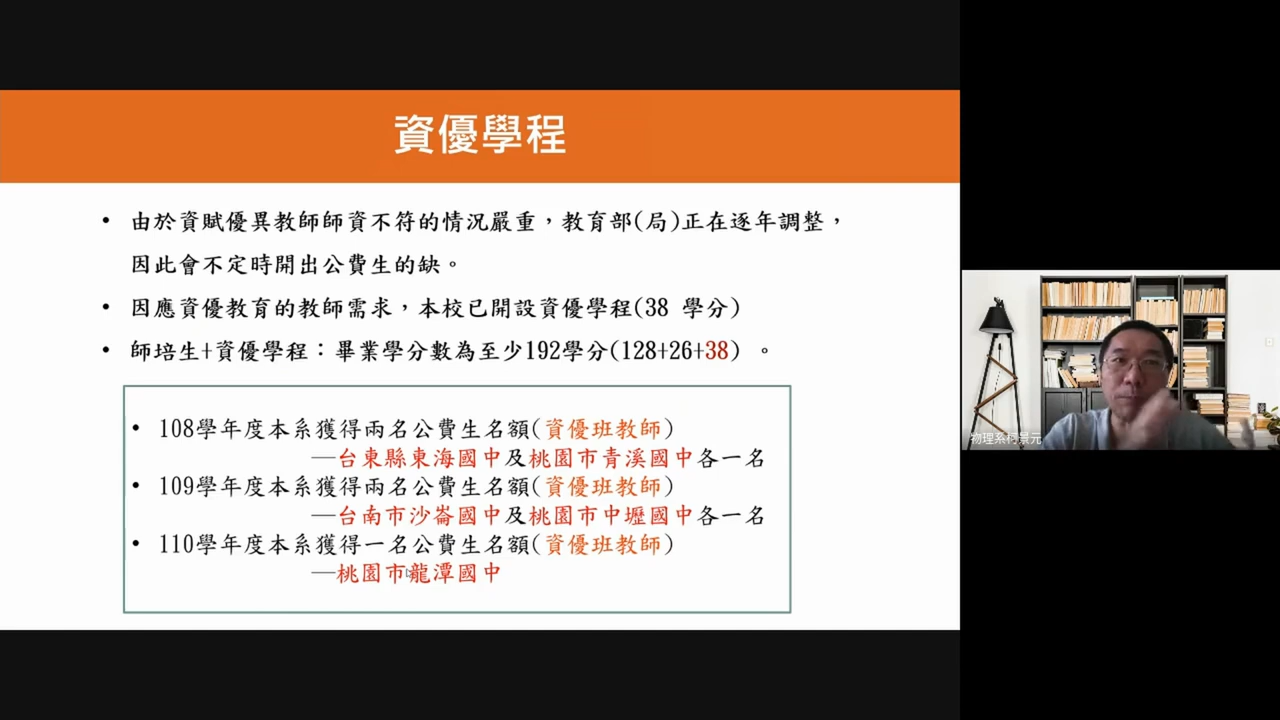 資優學程
• 由於資賦優異教師師資不符的情況嚴重，教育部(局)正在逐年調整，
因此會不定時開出公費生的缺。
• 因應資優教育的教師需求，本校已開設資優學程(38 學分)
• 師培生+資優學程：畢業學分數為至少192學分(128+26+38) 。
• 108學年度本系獲得兩名公費生名額(資優班教師)
—台東縣東海國中及桃園市青溪國中各一名
• 109學年度本系獲得兩名公費生名額(資優班教師)
—台南市沙崙國中及桃園市中壢國中各一名
• 110學年度本系獲得一名公費生名額(資優班教師)
—桃園市龍潭國中
物理系柯景元